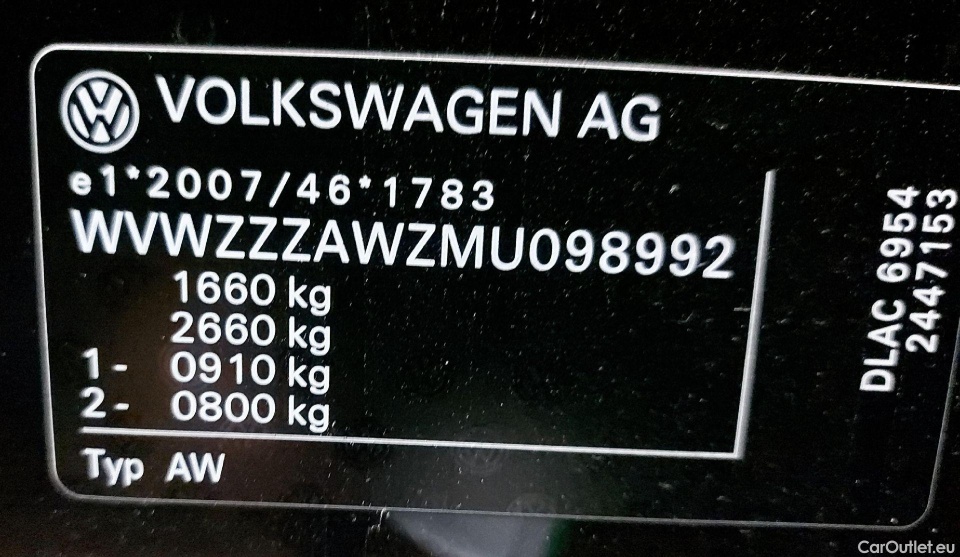 VOLKSWAGEN AG
e1*2007/46*1783
WVWZZZAWZMU098992
1660 kg
2660 kg
1- 0910 kg
2- 0800 kg
Typ AW
DLAC 6954
2447153
CarOutlet.eu